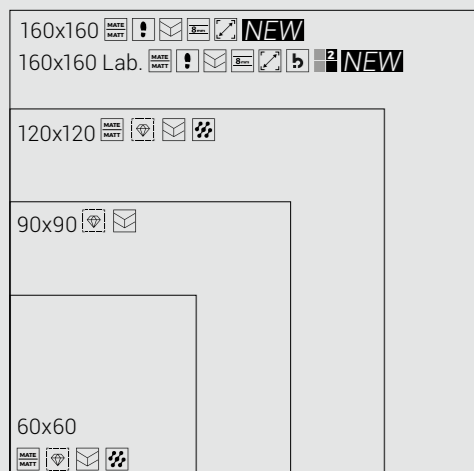 160x160 MATE MATT 8mm NEW
160x160 Lab. MATE MATT 8mm b 2 NEW
120x120 MATE MATT
90x90
60x60
MATE MATT